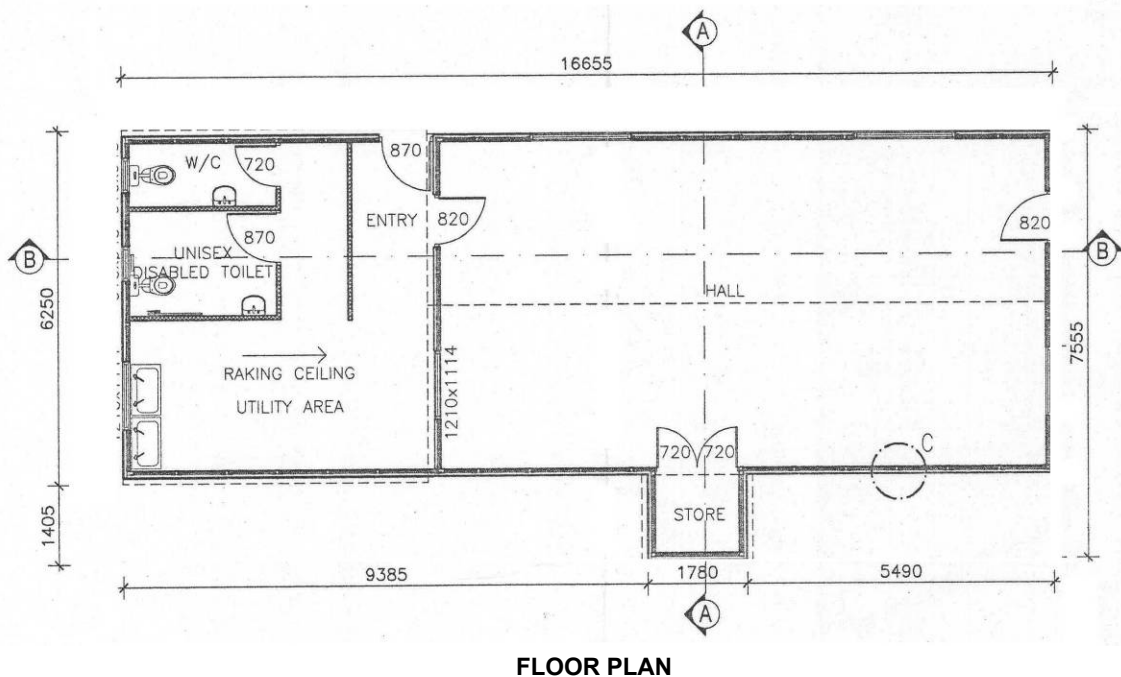 A
16655
W/C
720
870
ENTRY
820
820
870
UNISEX
DISABLED TOILET
B
B
HALL
6250
7555
RAKING CEILING
UTILITY AREA
1210x1114
720 720
C
STORE
1405
9385
1780
5490
A
FLOOR PLAN